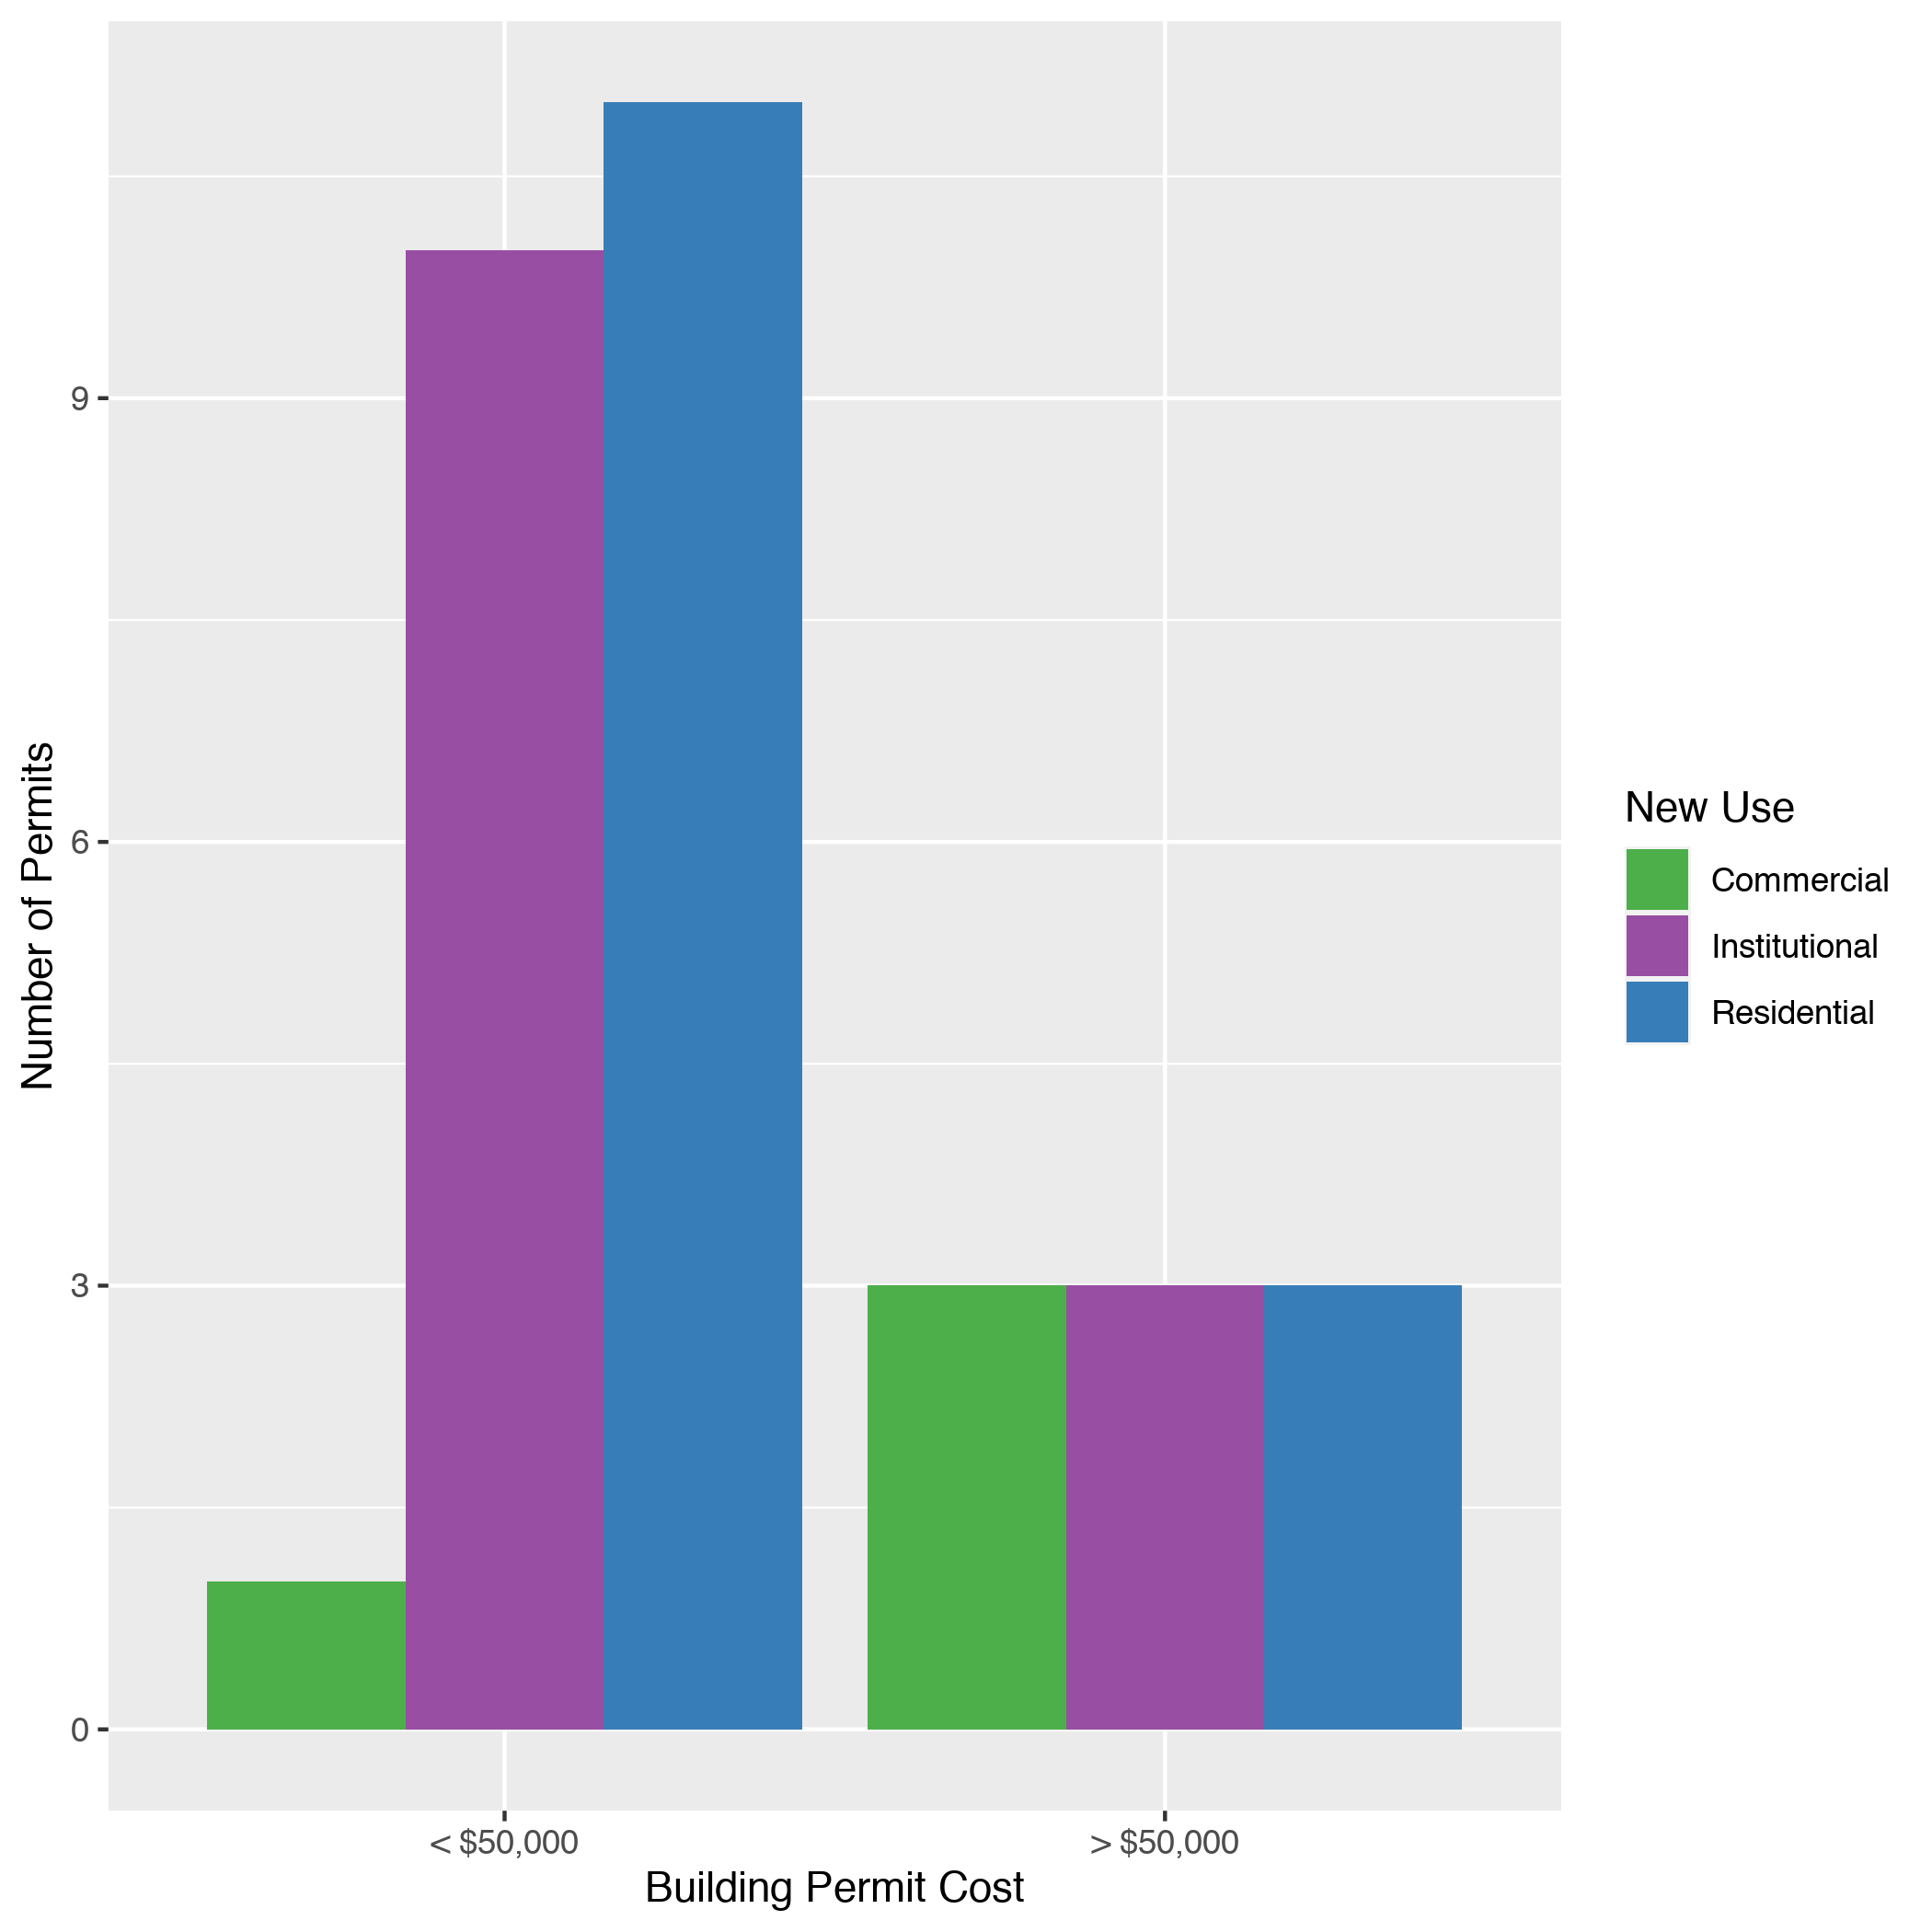 Number of Permits
9
6
3
0
< $50,000
> $50,000
Building Permit Cost
New Use
Commercial
Institutional
Residential